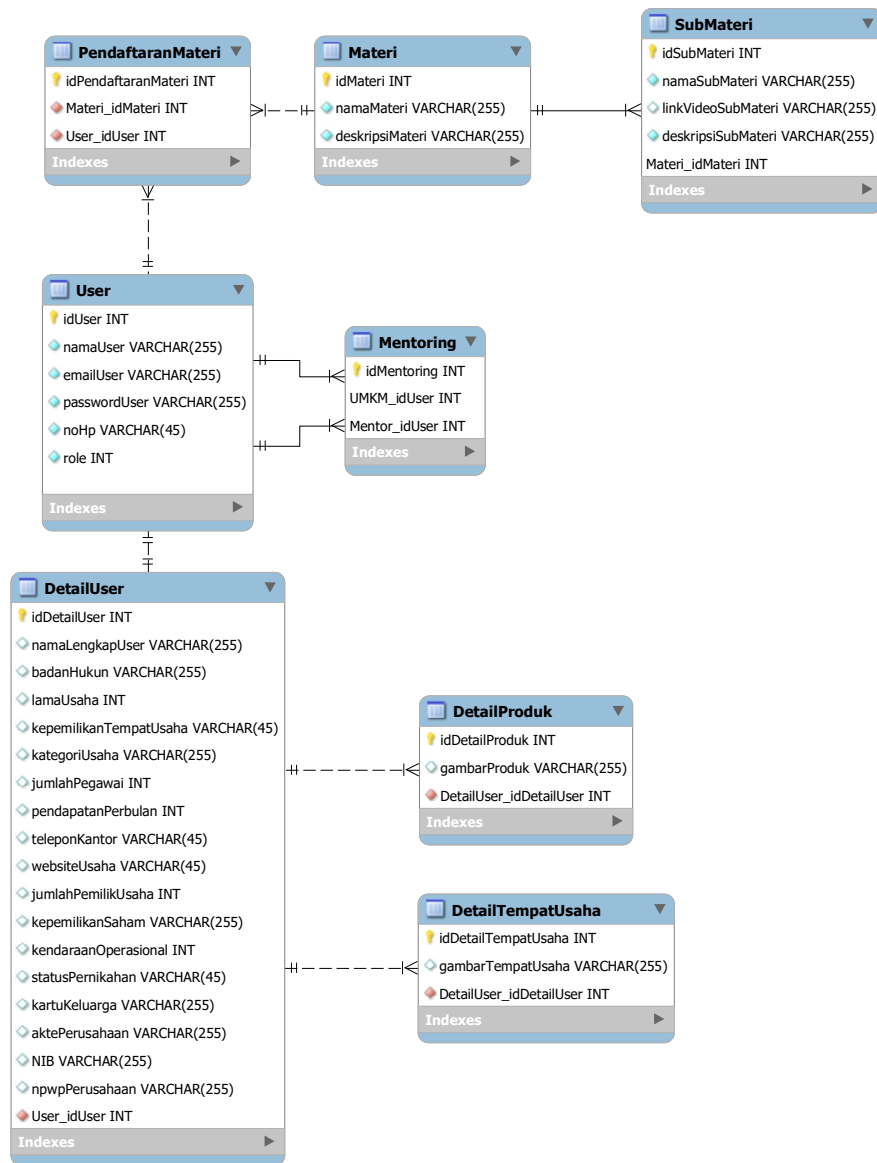 PendaftaranMateri
idPendaftaranMateri INT
Materi_idMateri INT
User_idUser INT
Indexes
Materi
idMateri INT
namaMateri VARCHAR(255)
deskripsiMateri VARCHAR(255)
Indexes
SubMateri
idSubMateri INT
namaSubMateri VARCHAR(255)
linkVideoSubMateri VARCHAR(255)
deskripsiSubMateri VARCHAR(255)
Materi_idMateri INT
Indexes
User
idUser INT
namaUser VARCHAR(255)
emailUser VARCHAR(255)
passwordUser VARCHAR(255)
noHp VARCHAR(45)
role INT
Indexes
Mentoring
idMentoring INT
UMKM_idUser INT
Mentor_idUser INT
Indexes
DetailUser
idDetailUser INT
namaLengkapUser VARCHAR(255)
badanHukun VARCHAR(255)
lamaUsaha INT
kepemilikanTempatUsaha VARCHAR(45)
kategoriUsaha VARCHAR(255)
jumlahPegawai INT
pendapatanPerbulan INT
teleponKantor VARCHAR(45)
websiteUsaha VARCHAR(45)
jumlahPemilikUsaha INT
kepemilikanSaham VARCHAR(255)
kendaraanOperasional INT
statusPernikahan VARCHAR(45)
kartuKeluarga VARCHAR(255)
aktePerusahaan VARCHAR(255)
NIB VARCHAR(255)
npwpPerusahaan VARCHAR(255)
User_idUser INT
Indexes
DetailProduk
idDetailProduk INT
gambarProduk VARCHAR(255)
DetailUser_idDetailUser INT
Indexes
DetailTempatUsaha
idDetailTempatUsaha INT
gambarTempatUsaha VARCHAR(255)
DetailUser_idDetailUser INT
Indexes